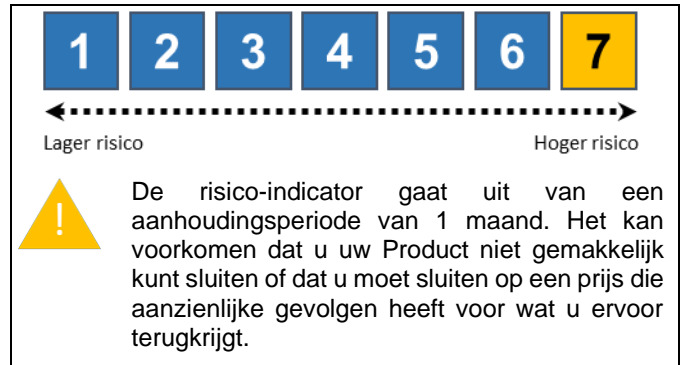 1 2 3 4 5 6 7
Lager risico Hoger risico
!
De risico-indicator gaat uit van een
aanhoudingsperiode van 1 maand. Het kan
voorkomen dat u uw Product niet gemakkelijk
kunt sluiten of dat u moet sluiten op een prijs die
aanzienlijke gevolgen heeft voor wat u ervoor
terugkrijgt.